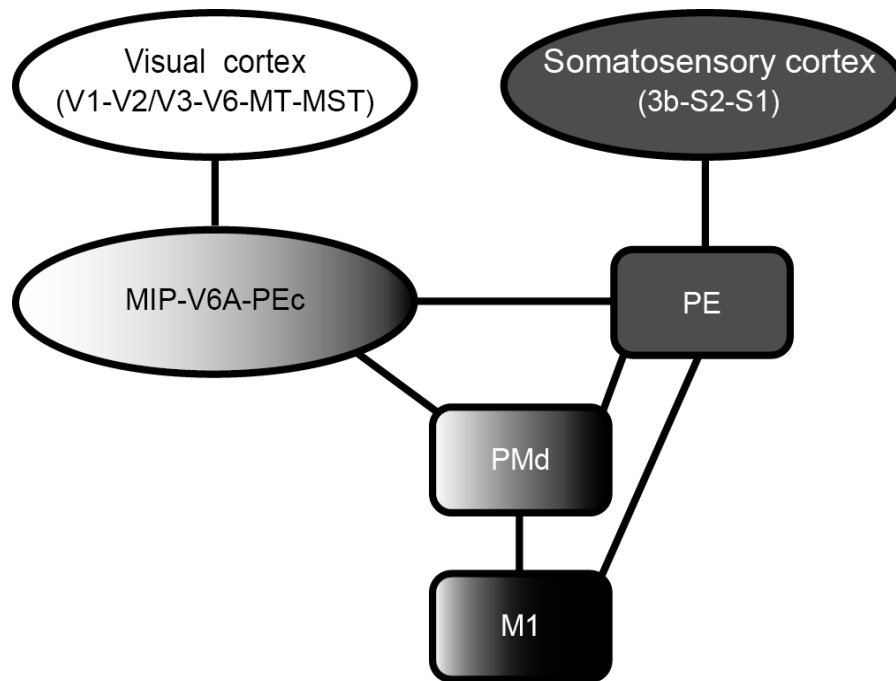 Visual cortex
(V1-V2/V3-V6-MT-MST)
Somatosensory cortex
(3b-S2-S1)
MIP-V6A-PEc
PE
PMd
M1